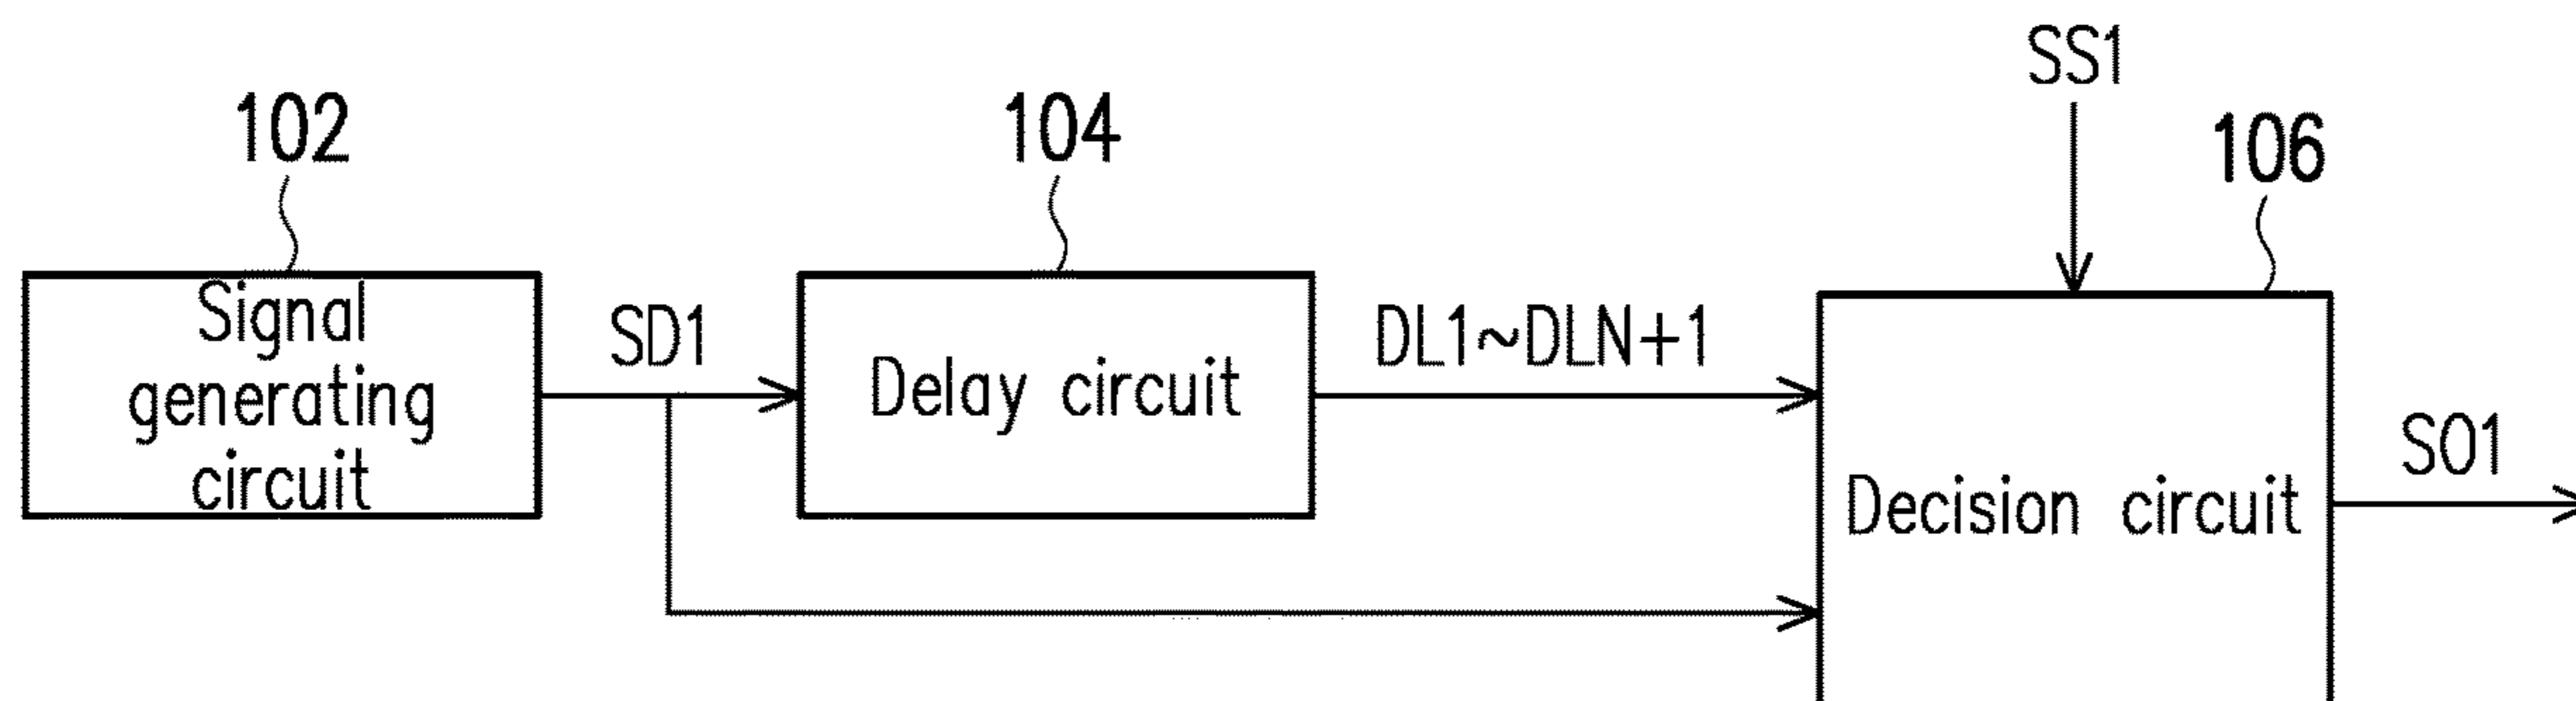 SS1
102
104
106
Signal
generating
circuit
SD1
Delay circuit
DL1~DLN+1
Decision circuit
SO1